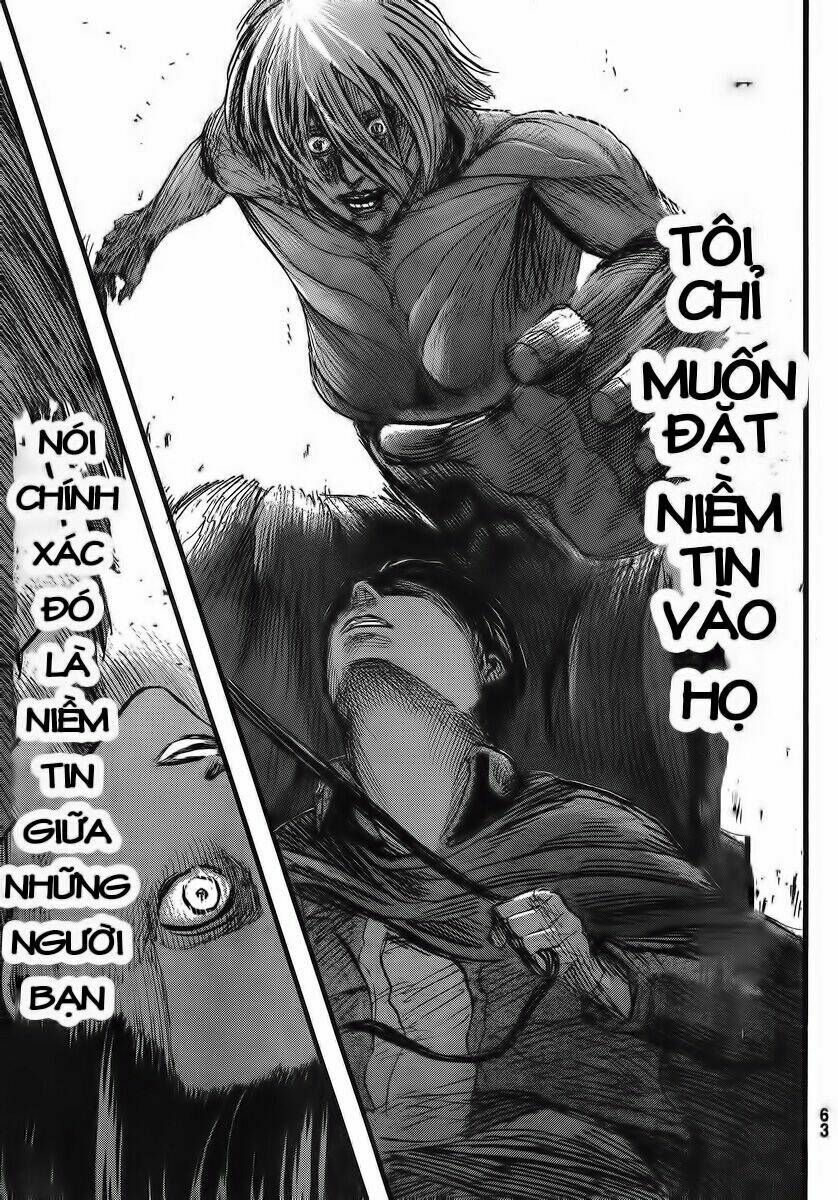 TÔI
CHỈ
MUỐN
ĐẶT
NIỀM
TIN
VÀO
HỌ
NÓI
CHÍNH
XÁC
ĐÓ
LÀ
NIỀM
TIN
GIỮA
NHỮNG
NGƯỜI
BẠN
63